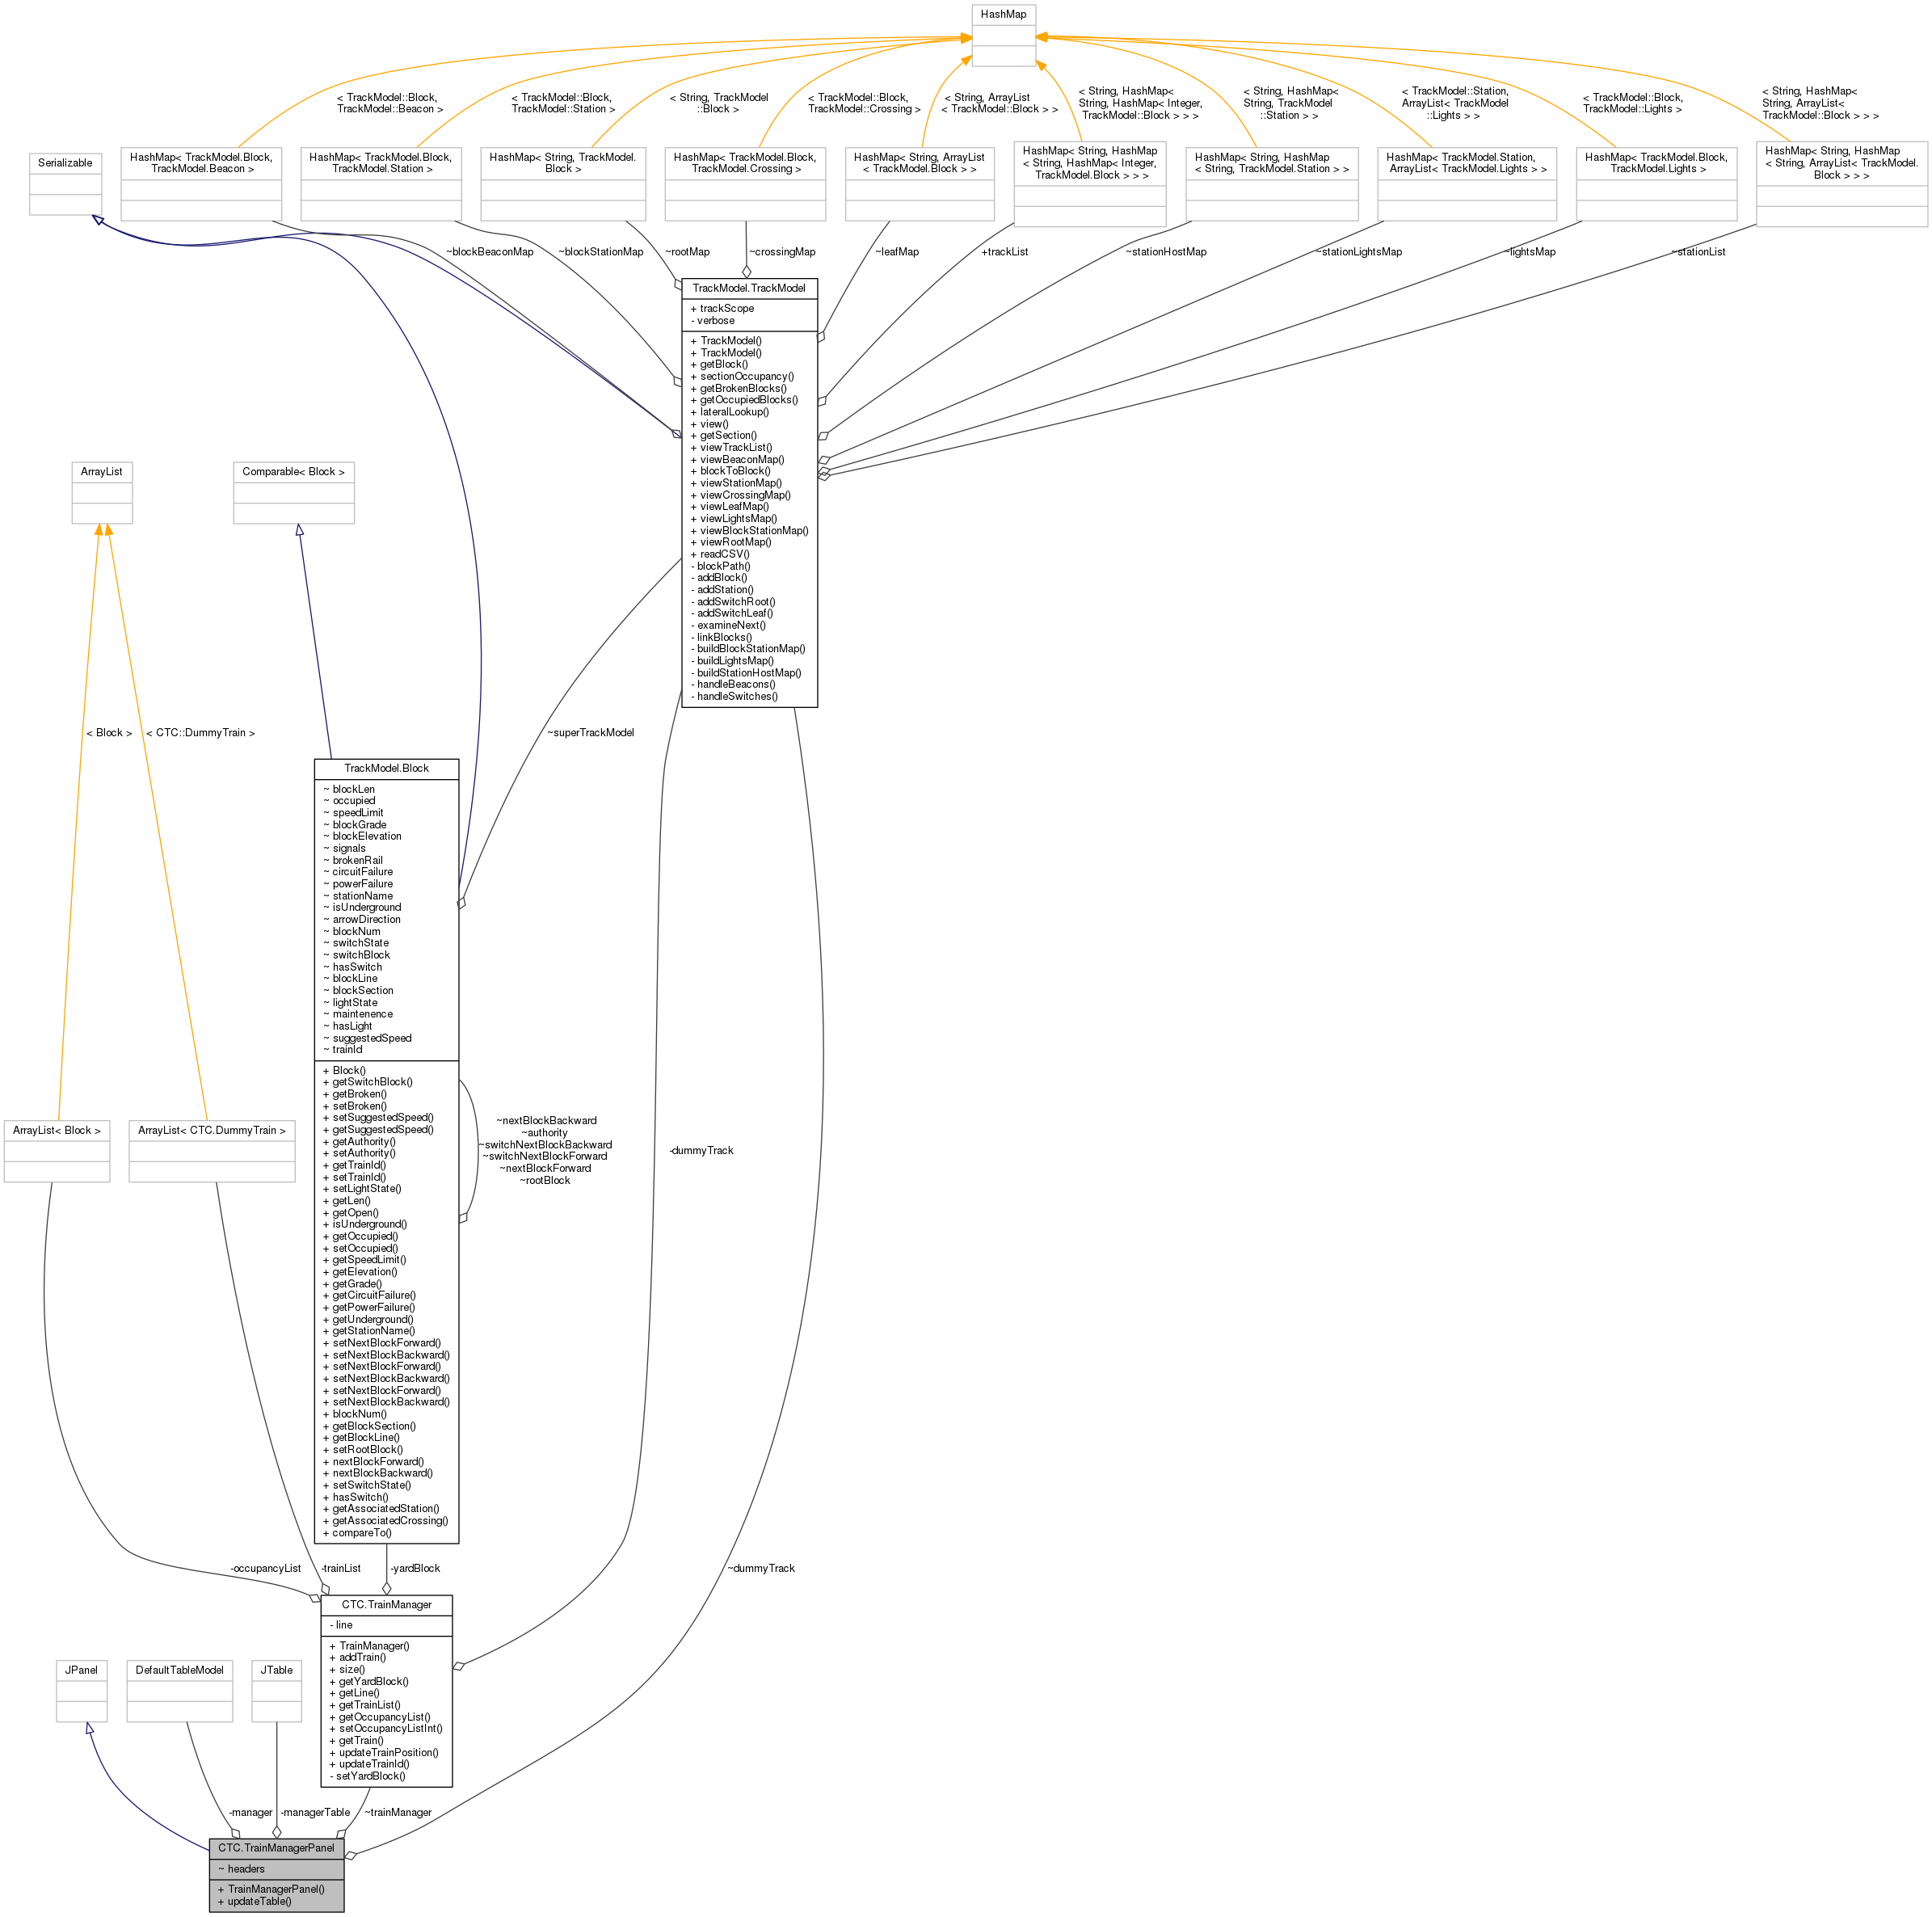 HashMap
< TrackModel::Block,
TrackModel::Beacon >
< TrackModel::Block,
TrackModel::Station >
< String, TrackModel
::Block >
< TrackModel::Block,
TrackModel::Crossing >
< String, ArrayList
< TrackModel::Block > >
< String, HashMap<
String, HashMap< Integer,
TrackModel::Block > > >
< String, HashMap<
String, TrackModel
::Station > >
< TrackModel::Station,
ArrayList< TrackModel
::Lights > >
< TrackModel::Block,
TrackModel::Lights >
< String, HashMap<
String, ArrayList<
TrackModel::Block > > >
Serializable
HashMap< TrackModel.Block,
TrackModel.Beacon >
HashMap< TrackModel.Block,
TrackModel.Station >
HashMap< String, TrackModel.
Block >
HashMap< TrackModel.Block,
TrackModel.Crossing >
HashMap< String, ArrayList
< TrackModel.Block > >
HashMap< String, HashMap
< String, HashMap< Integer,
TrackModel.Block > > >
HashMap< String, HashMap
< String, TrackModel.Station > >
HashMap< TrackModel.Station,
ArrayList< TrackModel.Lights > >
HashMap< TrackModel.Block,
TrackModel.Lights >
HashMap< String, HashMap
< String, ArrayList< TrackModel.
Block > > >
~blockBeaconMap
~blockStationMap
~rootMap
~crossingMap
~leafMap
+trackList
~stationHostMap
~stationLightsMap
~lightsMap
~stationList
TrackModel.TrackModel
+ trackScope
- verbose
+ TrackModel()
+ TrackModel()
+ getBlock()
+ sectionOccupancy()
+ getBrokenBlocks()
+ getOccupiedBlocks()
+ lateralLookup()
+ view()
+ getSection()
+ viewTrackList()
+ viewBeaconMap()
+ blockToBlock()
+ viewStationMap()
+ viewCrossingMap()
+ viewLeafMap()
+ viewLightsMap()
+ viewBlockStationMap()
+ viewRootMap()
+ readCSV()
- blockPath()
- addBlock()
- addStation()
- addSwitchRoot()
- addSwitchLeaf()
- examineNext()
- linkBlocks()
- buildBlockStationMap()
- buildLightsMap()
- buildStationHostMap()
- handleBeacons()
- handleSwitches()
ArrayList
Comparable< Block >
< Block >
< CTC::DummyTrain >
~superTrackModel
TrackModel.Block
~ blockLen
~ occupied
~ speedLimit
~ blockGrade
~ blockElevation
~ signals
~ brokenRail
~ circuitFailure
~ powerFailure
~ stationName
~ isUnderground
~ arrowDirection
~ blockNum
~ switchState
~ switchBlock
~ hasSwitch
~ blockLine
~ blockSection
~ lightState
~ maintenence
~ hasLight
~ suggestedSpeed
~ trainId
+ Block()
+ getSwitchBlock()
+ getBroken()
+ setBroken()
+ setSuggestedSpeed()
+ getSuggestedSpeed()
+ getAuthority()
+ setAuthority()
+ getTrainId()
+ setTrainId()
+ setLightState()
+ getLen()
+ getOpen()
+ isUnderground()
+ getOccupied()
+ setOccupied()
+ getSpeedLimit()
+ getElevation()
+ getGrade()
+ getCircuitFailure()
+ getPowerFailure()
+ getUnderground()
+ getStationName()
+ setNextBlockForward()
+ setNextBlockBackward()
+ setNextBlockForward()
+ setNextBlockBackward()
+ setNextBlockForward()
+ setNextBlockBackward()
+ blockNum()
+ getBlockSection()
+ getBlockLine()
+ setRootBlock()
+ nextBlockForward()
+ nextBlockBackward()
+ setSwitchState()
+ hasSwitch()
+ getAssociatedStation()
+ getAssociatedCrossing()
+ compareTo()
ArrayList< Block >
ArrayList< CTC.DummyTrain >
~nextBlockBackward
~authority
~switchNextBlockBackward
~switchNextBlockForward
~nextBlockForward
~rootBlock
-dummyTrack
-occupancyList
-trainList
-yardBlock
~dummyTrack
CTC.TrainManager
- line
+ TrainManager()
+ addTrain()
+ size()
+ getYardBlock()
+ getLine()
+ getTrainList()
+ getOccupancyList()
+ setOccupancyListInt()
+ getTrain()
+ updateTrainPosition()
+ updateTrainId()
- setYardBlock()
JPanel
DefaultTableModel
JTable
-manager
-managerTable
~trainManager
CTC.TrainManagerPanel
~ headers
+ TrainManagerPanel()
+ updateTable()